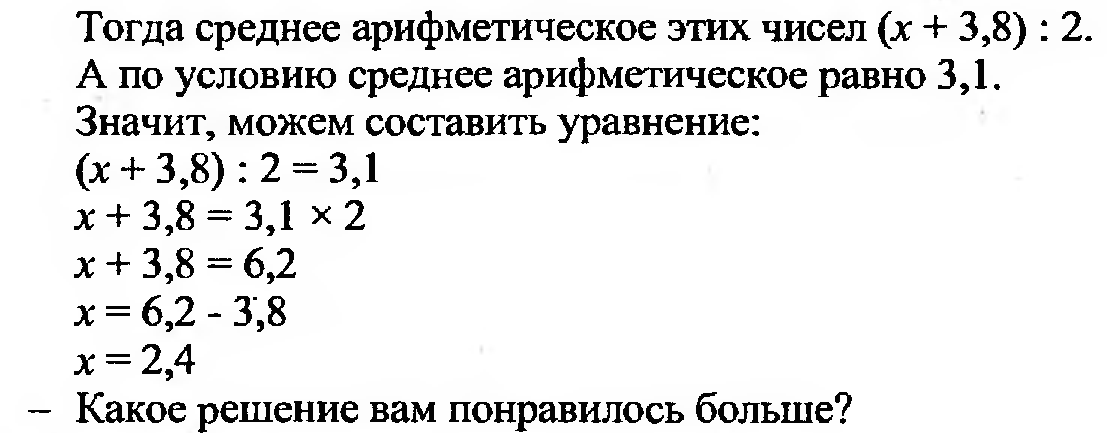 Тогда среднее арифметическое этих чисел (x + 3,8) : 2.
А по условию среднее арифметическое равно 3,1.
Значит, можем составить уравнение:
(x + 3,8) : 2 = 3,1
x + 3,8 = 3,1 × 2
x + 3,8 = 6,2
x = 6,2 - 3,8
x = 2,4
– Какое решение вам понравилось больше?